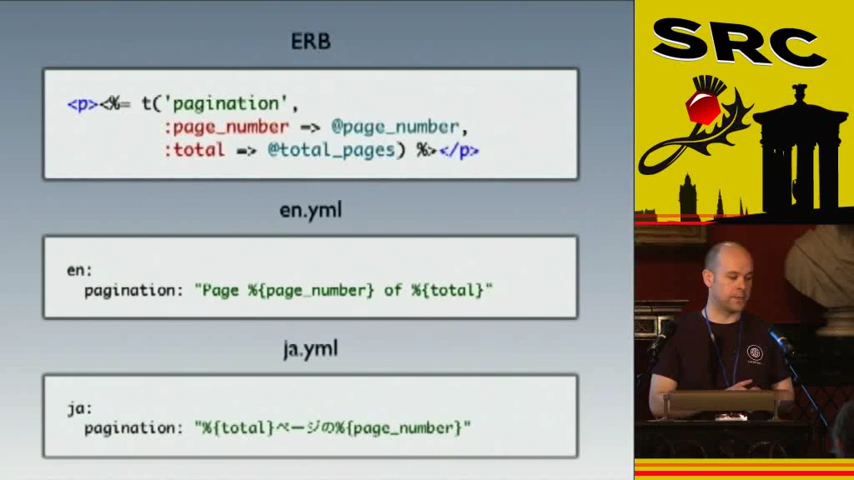 ERB
<p><%= t('pagination',
:page_number => @page_number,
:total => @total_pages) %></p>
en.yml
en:
pagination: "Page %{page_number} of %{total}"
ja.yml
ja:
pagination: "%{total}ページの%{page_number}"
SRC